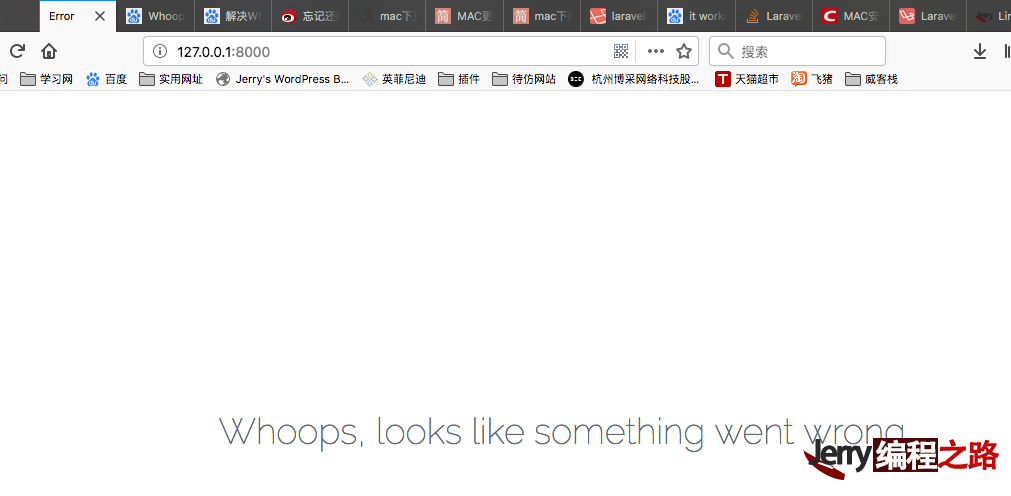 Error
Whoop
解决Wh
忘记还
mac下
MAC更
mac下
laravel
it work
Laravel
MAC安
Laravel
Lin
127.0.0.1:8000
搜索
问
学习网
百度
实用网址
Jerry's WordPress B...
英菲尼迪
插件
待仿网站
杭州博采网络科技股...
T
天猫超市
淘
飞猪
威客栈
Whoops, looks like something went wrong.
Jerry编程之路